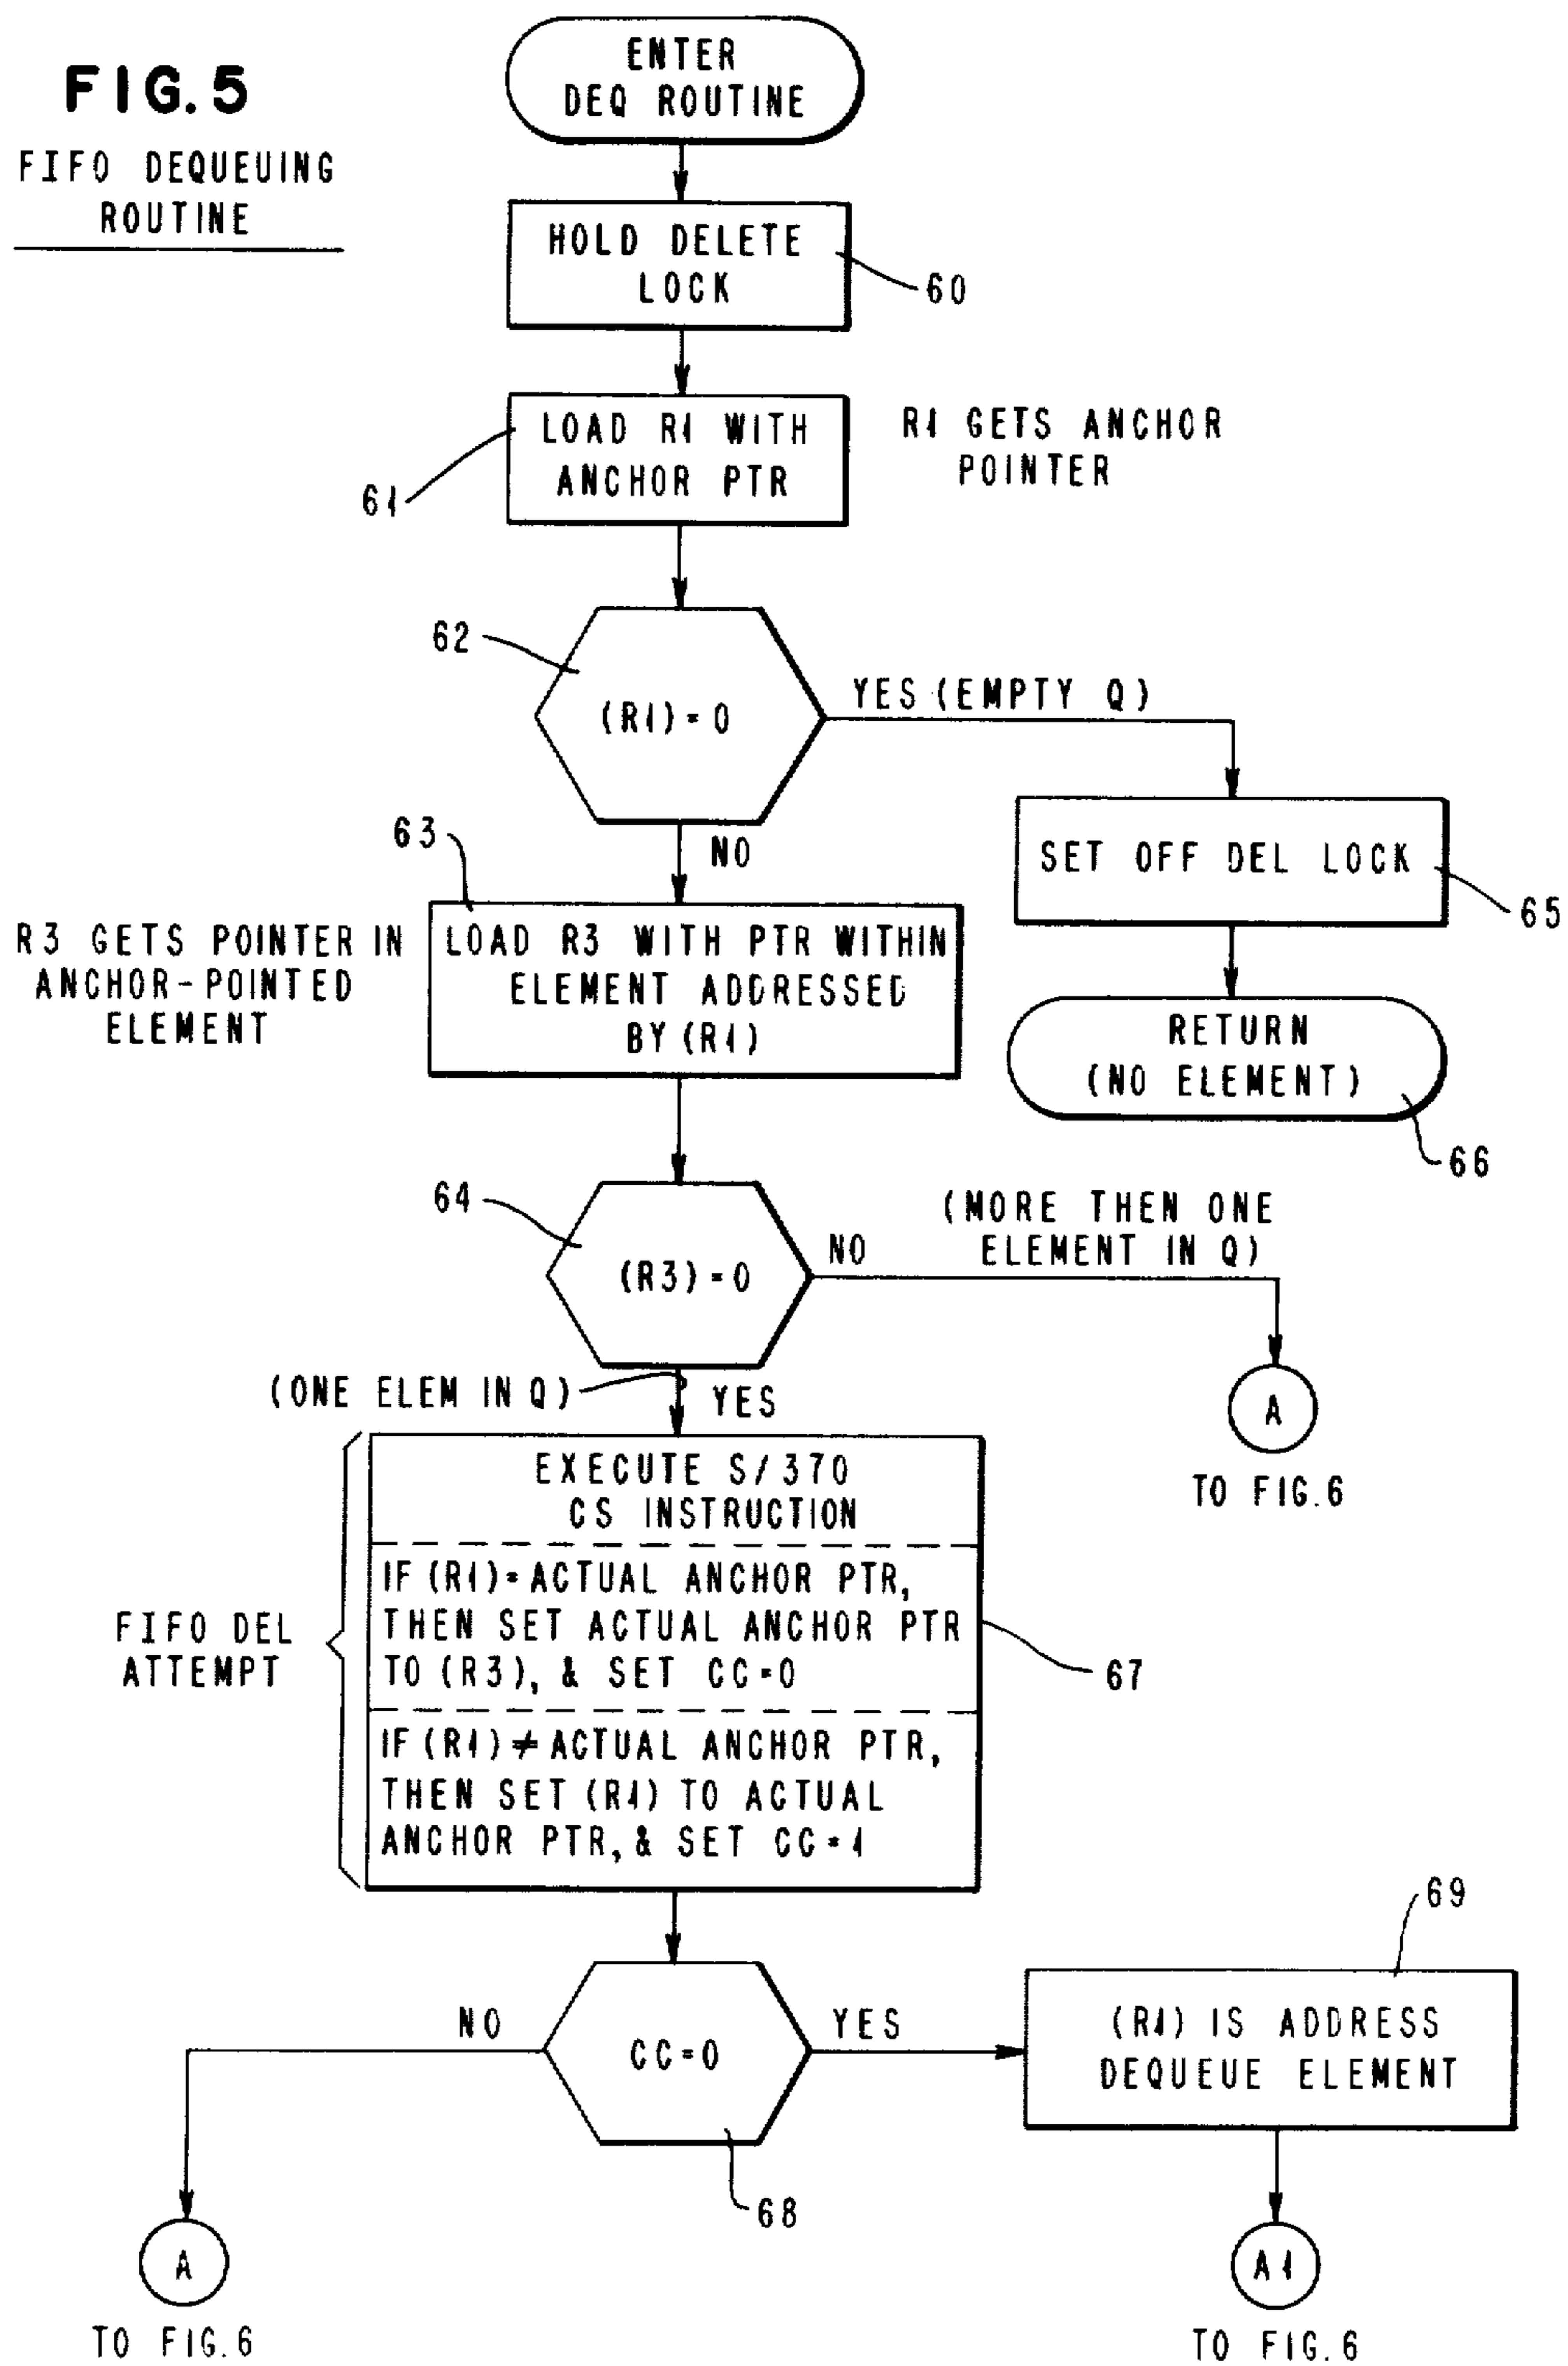 FIG. 5
FIFO DEQUEUING
ROUTINE
ENTER
DEQ ROUTINE
HOLD DELETE
LOCK
60
LOAD R1 WITH
ANCHOR PTR
61
R1 GETS ANCHOR
POINTER
62
(R1) = 0
YES (EMPTY Q)
NO
SET OFF DEL LOCK
65
RETURN
(NO ELEMENT)
66
63
R3 GETS POINTER IN
ANCHOR-POINTED
ELEMENT
LOAD R3 WITH PTR WITHIN
ELEMENT ADDRESSED
BY (R1)
64
(R3) = 0
NO
(MORE THEN ONE
ELEMENT IN Q)
A
TO FIG. 6
(ONE ELEM IN Q)
YES
FIFO DEL
ATTEMPT
EXECUTE S/370
CS INSTRUCTION
IF (R1) = ACTUAL ANCHOR PTR,
THEN SET ACTUAL ANCHOR PTR
TO (R3), & SET CC = 0
IF (R1) ≠ ACTUAL ANCHOR PTR,
THEN SET (R1) TO ACTUAL
ANCHOR PTR, & SET CC = 1
67
CC = 0
68
NO
A
TO FIG. 6
YES
69
(R1) IS ADDRESS
DEQUEUE ELEMENT
A1
TO FIG. 6